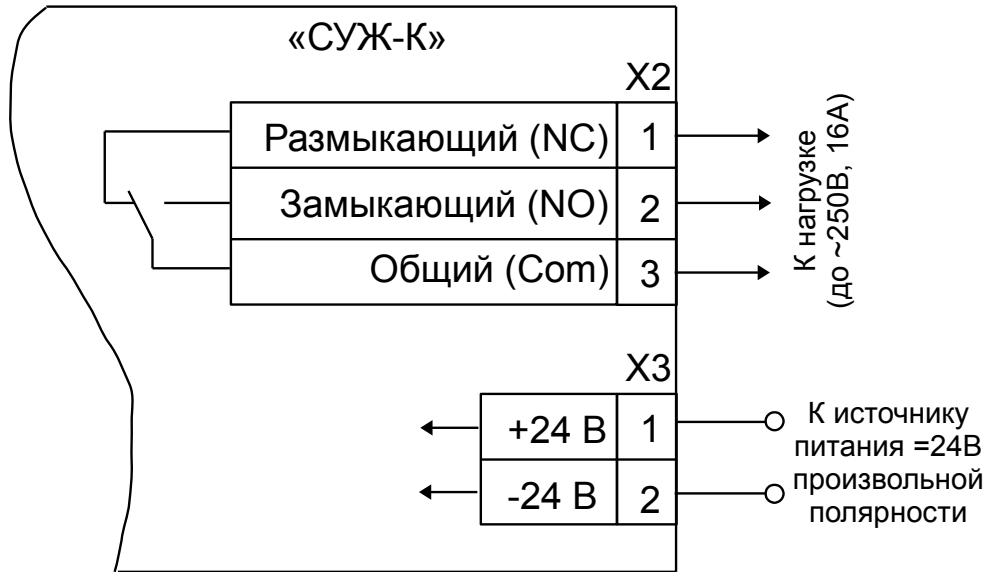 «СУЖ-К»
X2
Размыкающий (NC) 1
Замыкающий (NO) 2
Общий (Com) 3
К нагрузке
(до ~250В, 16А)
X3
+24 В 1
-24 В 2
К источнику
питания =24В
произвольной
полярности